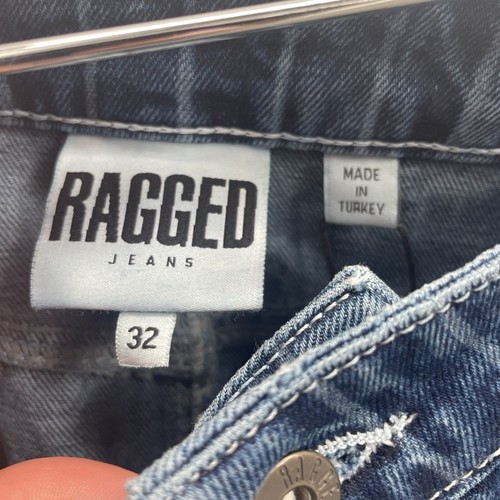 RAGGED
JEANS
32
MADE
IN
TURKEY